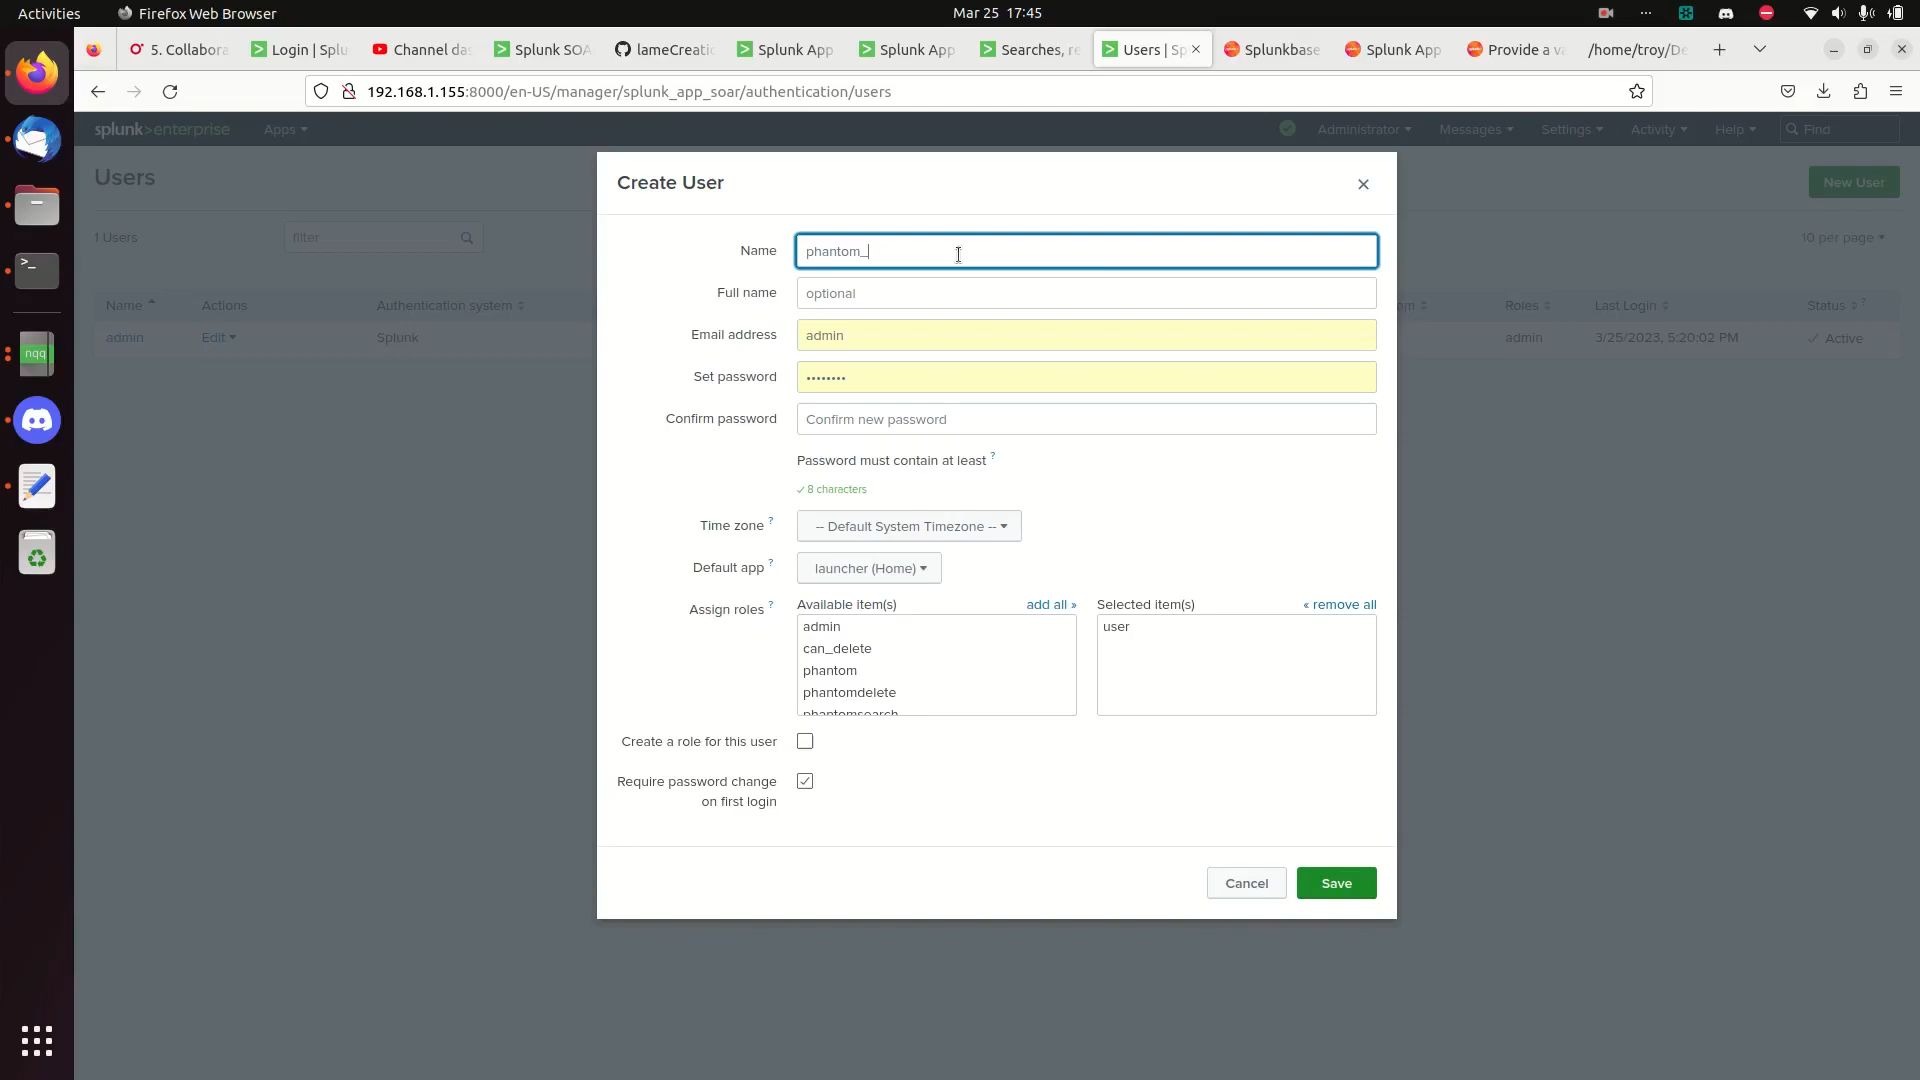 Activities
Firefox Web Browser
Mar 25 17:45
5. Collabora
Login | Splu
Channel das
Splunk SOA
lameCreatio
Splunk App
Splunk App
Searches, re
Users | Sp
Splunkbase
Splunk App
Provide a va
/home/troy/De
192.168.1.155:8000/en-US/manager/splunk_app_soar/authentication/users
splunk>enterprise
Apps
Administrator
Messages
Settings
Activity
Help
Find
Users
New User
1 Users
filter
10 per page
Name
Actions
Authentication system
om
Roles
Last Login
Status
?
admin
Edit
Splunk
admin
3/25/2023, 5:20:02 PM
Active
Create User
Name
phantom_
Full name
optional
Email address
admin
Set password
••••••••
Confirm password
Confirm new password
Password must contain at least ?
8 characters
Time zone ?
-- Default System Timezone --
Default app ?
launcher (Home)
Assign roles ?
Available item(s)
add all »
Selected item(s)
« remove all
admin
can_delete
phantom
phantomdelete
phantomsearch
user
Create a role for this user
Require password change
on first login
Cancel
Save
nqq
>_